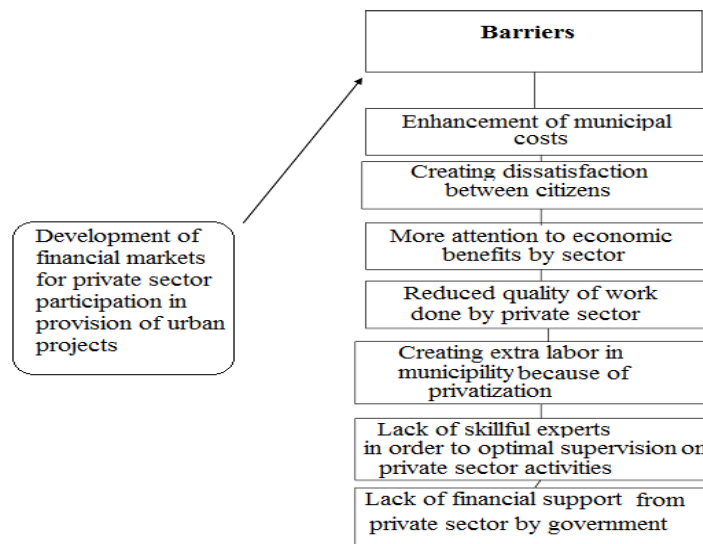 Barriers
Enhancement of municipal
costs
Creating dissatisfaction
between citizens
More attention to economic
benefits by sector
Reduced quality of work
done by private sector
Creating extra labor in
municipility because of
privatization
Lack of skillful experts
in order to optimal supervision on
private sector activities
Lack of financial support from
private sector by government
Development of
financial markets
for private sector
participation in
provision of urban
projects